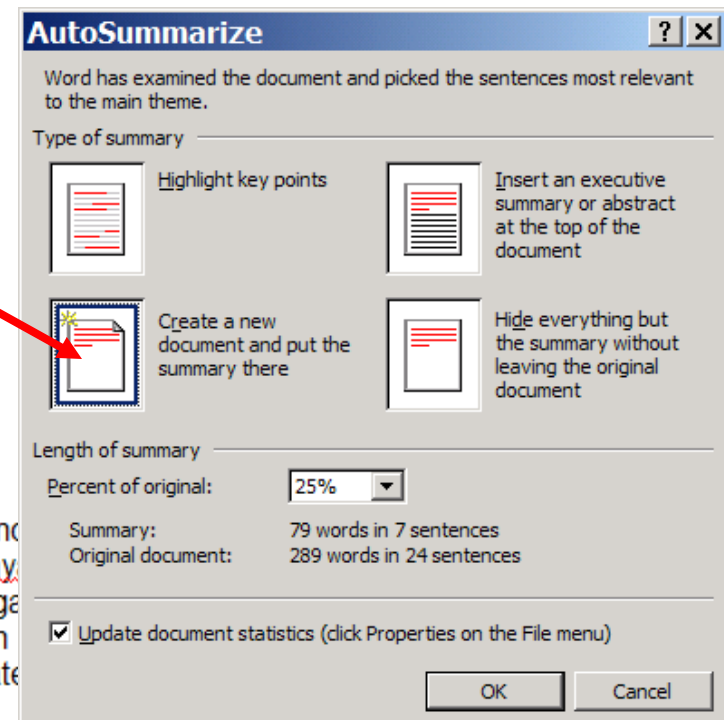 AutoSummarize
Word has examined the document and picked the sentences most relevant
to the main theme.
Type of summary
Highlight key points
Insert an executive
summary or abstract
at the top of the
document
Create a new
document and put the
summary there
Hide everything but
the summary without
leaving the original
document
Length of summary
Percent of original: 25%
Summary: 79 words in 7 sentences
Original document: 289 words in 24 sentences
Update document statistics (click Properties on the File menu)
OK Cancel